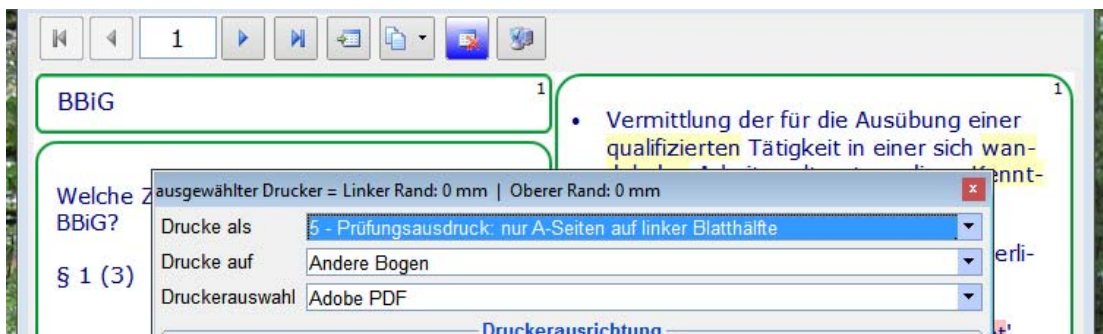 1
BBiG
1
Welche Z
BBiG?
§ 1 (3)
1
• Vermittlung der für die Ausübung einer
qualifizierten Tätigkeit in einer sich wan-
Kennt-
erli-
t'
ausgewählter Drucker = Linker Rand: 0 mm | Oberer Rand: 0 mm
x
Drucke als
5 - Prüfungsausdruck: nur A-Seiten auf linker Blatthälfte
Drucke auf
Andere Bogen
Druckerauswahl
Adobe PDF
Druckerausrichtung